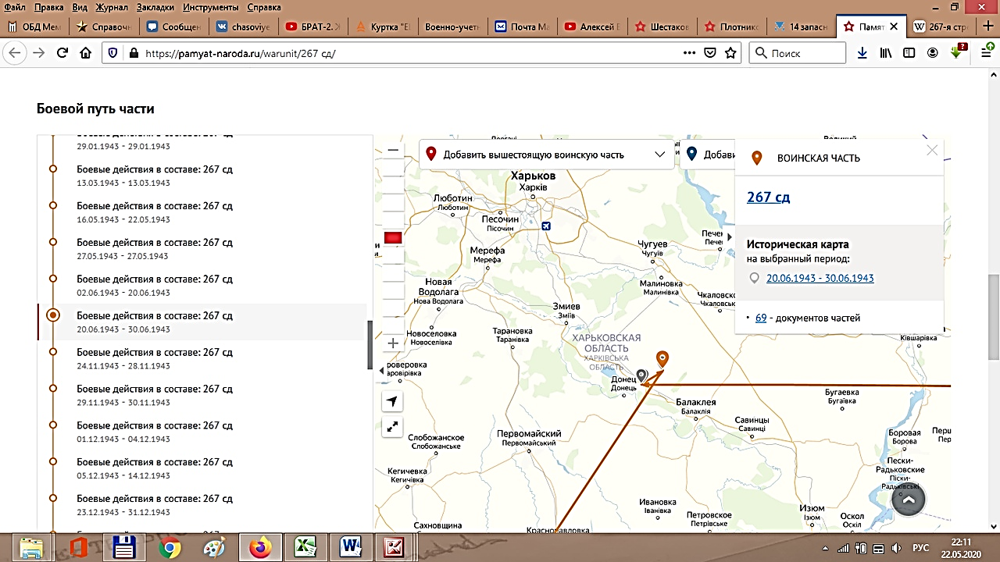 Файл Правка Вид Журнал Закладки Инструменты Справка
ОБД Мем
Справочн
Сообщен
chasoviye
БРАТ-2. Ж
Куртка "Е
Военно-учетн
Почта Ма
Алексей Б
Шестаков
Плотнико
14 запасн
Памят
267-я стр
https://pamyat-naroda.ru/warunit/267 сд/
Поиск
Боевой путь части
29.01.1943 - 29.01.1943
Боевые действия в составе: 267 сд
13.03.1943 - 13.03.1943
Боевые действия в составе: 267 сд
16.05.1943 - 22.05.1943
Боевые действия в составе: 267 сд
27.05.1943 - 27.05.1943
Боевые действия в составе: 267 сд
02.06.1943 - 20.06.1943
Боевые действия в составе: 267 сд
20.06.1943 - 30.06.1943
Боевые действия в составе: 267 сд
24.11.1943 - 28.11.1943
Боевые действия в составе: 267 сд
29.11.1943 - 30.11.1943
Боевые действия в составе: 267 сд
01.12.1943 - 04.12.1943
Боевые действия в составе: 267 сд
05.12.1943 - 14.12.1943
Боевые действия в составе: 267 сд
23.12.1943 - 31.12.1943
Добавить вышестоящую воинскую часть
Добави
ВОИНСКАЯ ЧАСТЬ
267 сд
Историческая карта
на выбранный период:
20.06.1943 - 30.06.1943
69 - документов частей
Харьков
Харків
Люботин
Люботин
Песочин
Пісочин
Мерефа
Мерефа
Чугуев
Чугуїв
Печен
Печен
Новая
Водолага
Нова Водолага
Малиновка
Малинівка
Чкаловско
Чкаловськ
Змиев
Зміїв
Новоселовка
Новоселівка
Тарановка
Таранівка
ХАРЬКОВСКАЯ
ОБЛАСТЬ
ХАРКІВСЬКА
ОБЛАСТЬ
Ківшарівка
роверовка
аровирівка
Донец
Донець
Балаклея
Балаклія
Бугаевка
Бугаївка
Савинцы
Савинці
Слобожанское
Слобожанське
Первомайский
Первомайський
Боровая
Борова
Перш
Пер
Кегичевка
Кегичівка
Пески-
Радьковские
Піски-
Радьківські
Ивановка
Іванівка
Петровское
Петрівське
Изюм
Ізюм
Оскол
Оскіл
Сахновщина
Краснопавловка
РУС
22:11
22.05.2020